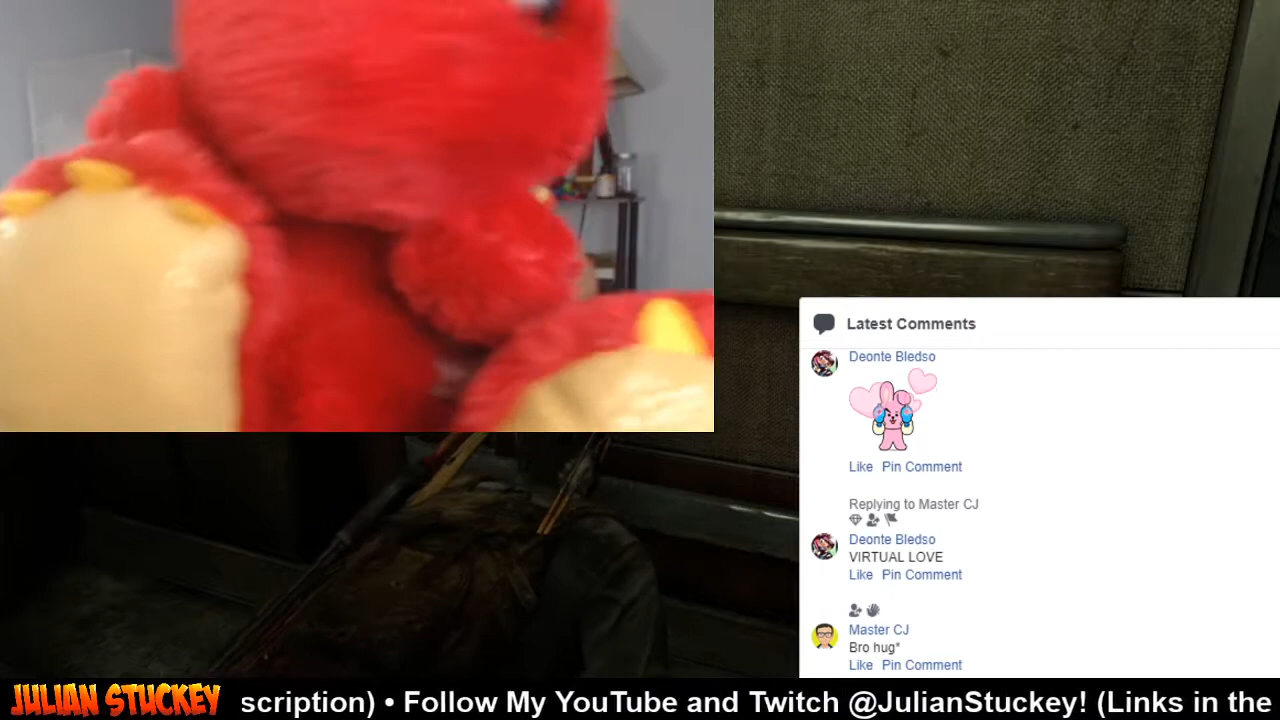 Latest Comments
Deonte Bledso
Like Pin Comment
Replying to Master CJ
Deonte Bledso
VIRTUAL LOVE
Like Pin Comment
Master CJ
Bro hug*
Like Pin Comment
JULIAN STUCKEY scription) • Follow My YouTube and Twitch @JulianStuckey! (Links in the